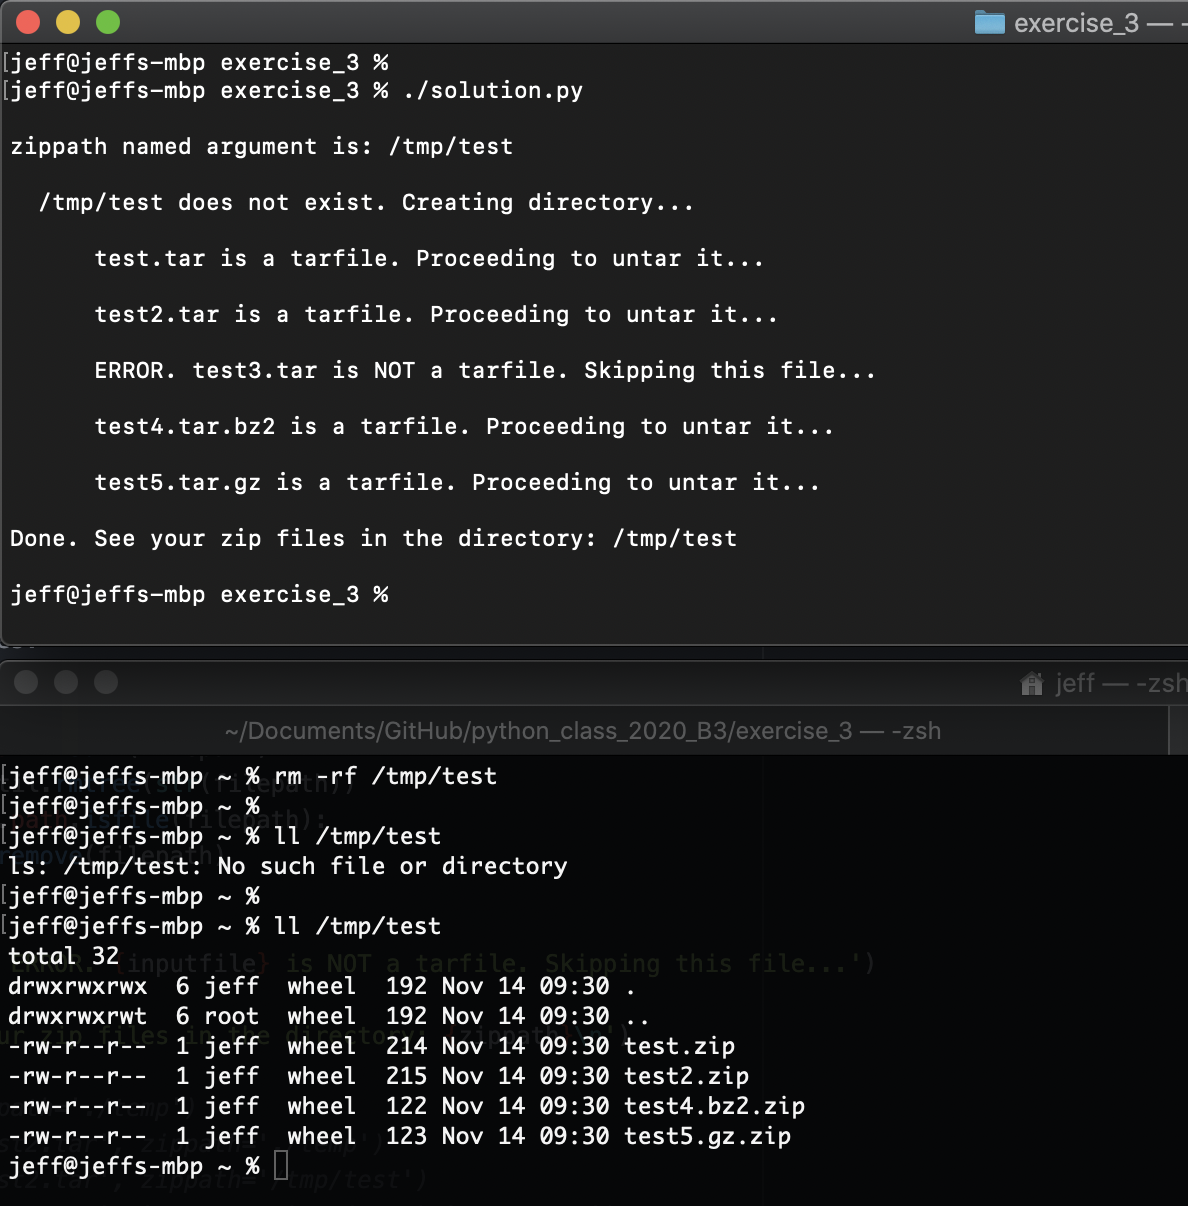 exercise_3 — -
[jeff@jeffs-mbp exercise_3 %
[jeff@jeffs-mbp exercise_3 % ./solution.py
zippath named argument is: /tmp/test
/tmp/test does not exist. Creating directory...
test.tar is a tarfile. Proceeding to untar it...
test2.tar is a tarfile. Proceeding to untar it...
ERROR. test3.tar is NOT a tarfile. Skipping this file...
test4.tar.bz2 is a tarfile. Proceeding to untar it...
test5.tar.gz is a tarfile. Proceeding to untar it...
Done. See your zip files in the directory: /tmp/test
jeff@jeffs-mbp exercise_3 %
jeff — -zsh
~/Documents/GitHub/python_class_2020_B3/exercise_3 — -zsh
[jeff@jeffs-mbp ~ % rm -rf /tmp/test
[jeff@jeffs-mbp ~ %
[jeff@jeffs-mbp ~ % ll /tmp/test
ls: /tmp/test: No such file or directory
[jeff@jeffs-mbp ~ %
[jeff@jeffs-mbp ~ % ll /tmp/test
total 32
ERROR. {inputfile} is NOT a tarfile. Skipping this file...')
drwxrwxrwx  6 jeff  wheel  192 Nov 14 09:30 .
drwxrwxrwt  6 root  wheel  192 Nov 14 09:30 ..
-rw-r--r--  1 jeff  wheel  214 Nov 14 09:30 test.zip
-rw-r--r--  1 jeff  wheel  215 Nov 14 09:30 test2.zip
-rw-r--r--  1 jeff  wheel  122 Nov 14 09:30 test4.bz2.zip
-rw-r--r--  1 jeff  wheel  123 Nov 14 09:30 test5.gz.zip
jeff@jeffs-mbp ~ %